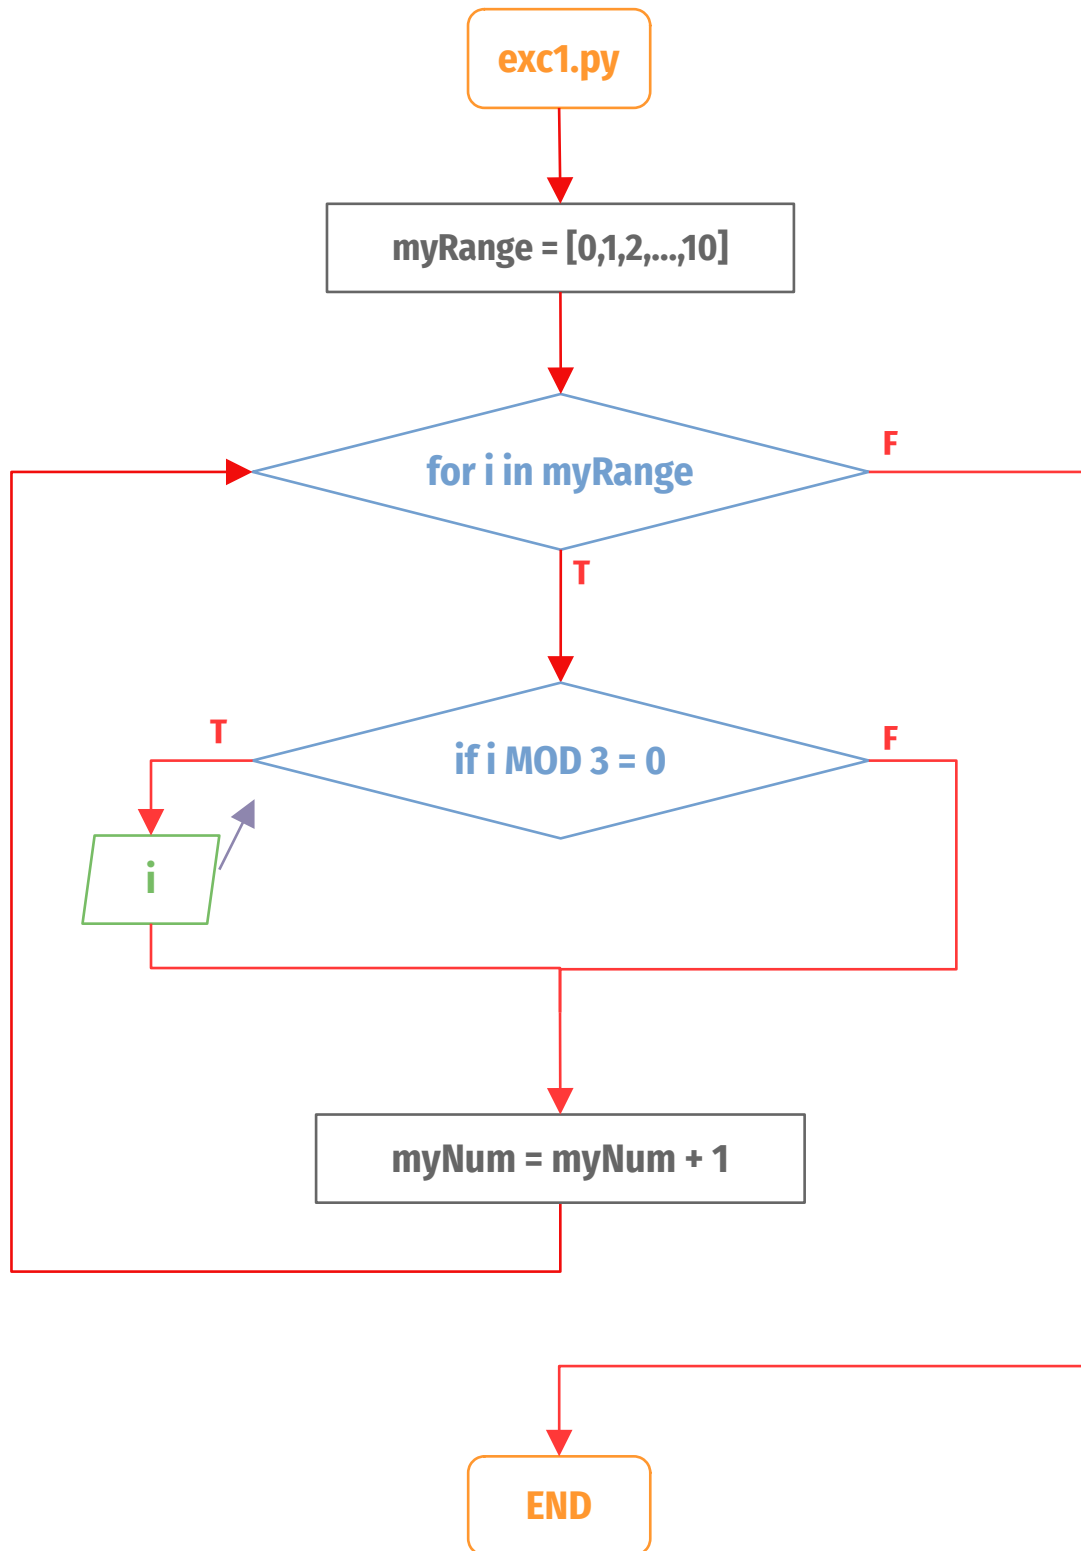 exc1.py
myRange = [0,1,2,...,10]
for i in myRange
F
T
if i MOD 3 = 0
T
F
i
myNum = myNum + 1
END